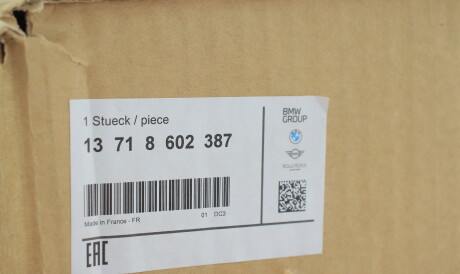 1 Stueck / piece
13 71 8 602 387
Made in France - FR 01 DC2
EAC
BMW
GROUP